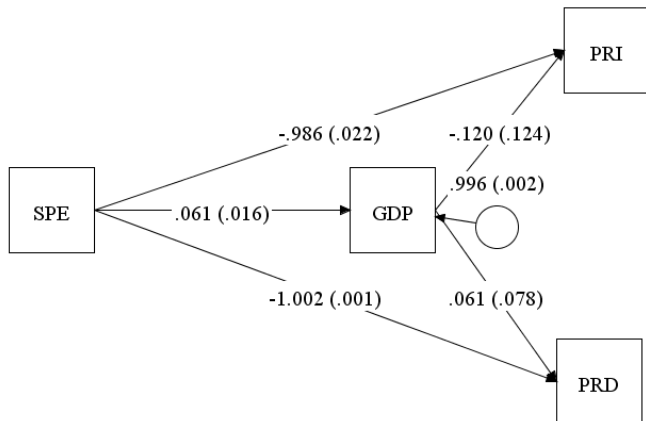 PRI
-.986 (.022)
-.120 (.124)
.996 (.002)
SPE
.061 (.016)
GDP
-1.002 (.001)
.061 (.078)
PRD